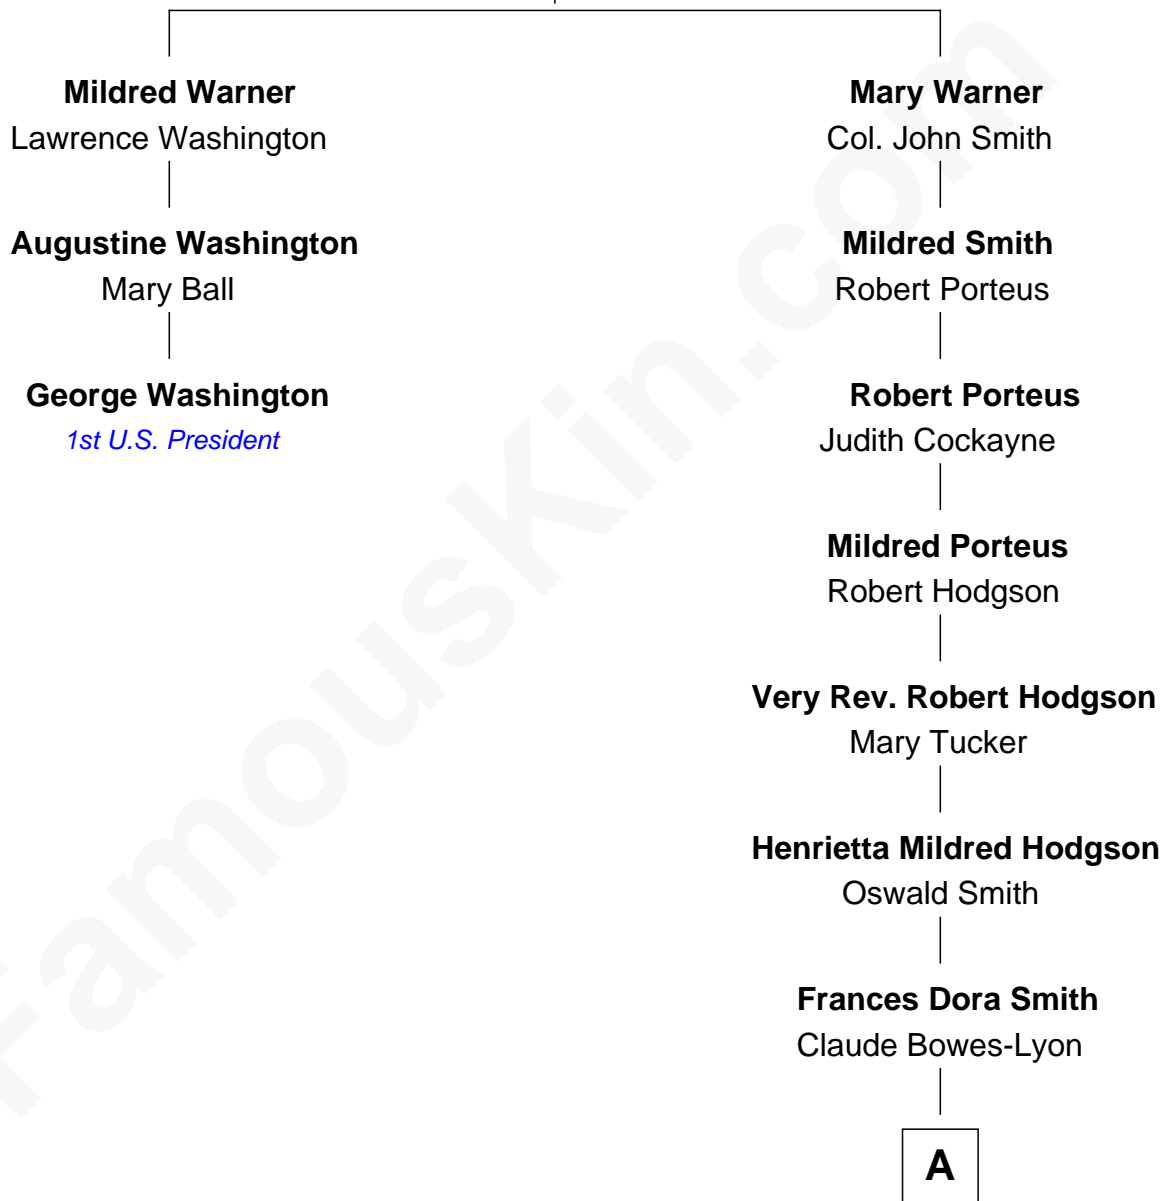 Mildred Warner
Lawrence Washington
Augustine Washington
Mary Ball
George Washington
1st U.S. President
Mary Warner
Col. John Smith
Mildred Smith
Robert Porteus
Robert Porteus
Judith Cockayne
Mildred Porteus
Robert Hodgson
Very Rev. Robert Hodgson
Mary Tucker
Henrietta Mildred Hodgson
Oswald Smith
Frances Dora Smith
Claude Bowes-Lyon
A
FamousKin.com